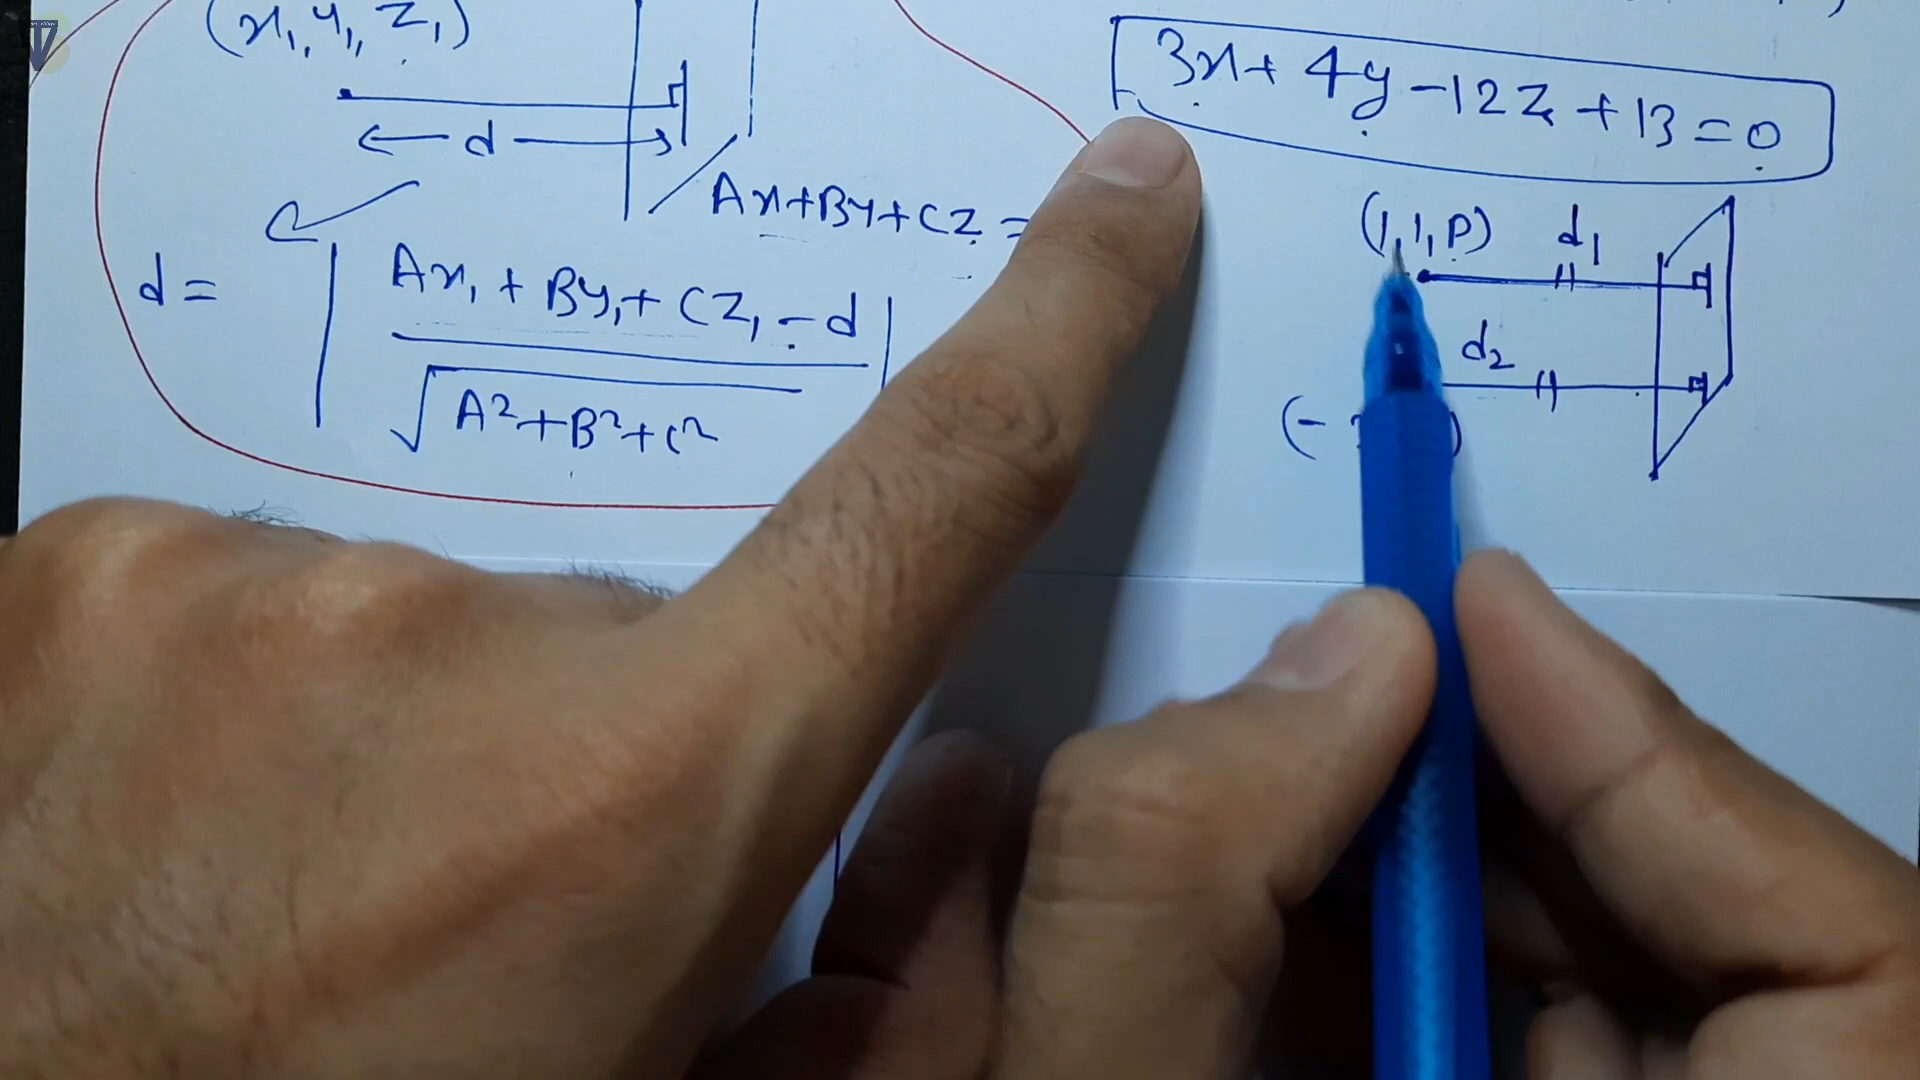 (x₁, y₁, z₁)
d
Ax+By+Cz =
d = | Ax₁ + By₁ + Cz₁ - d / √A²+B²+C² |
3x + 4y - 12z + 13 = 0
(1, 1, p)
d₁
d₂
(-
)